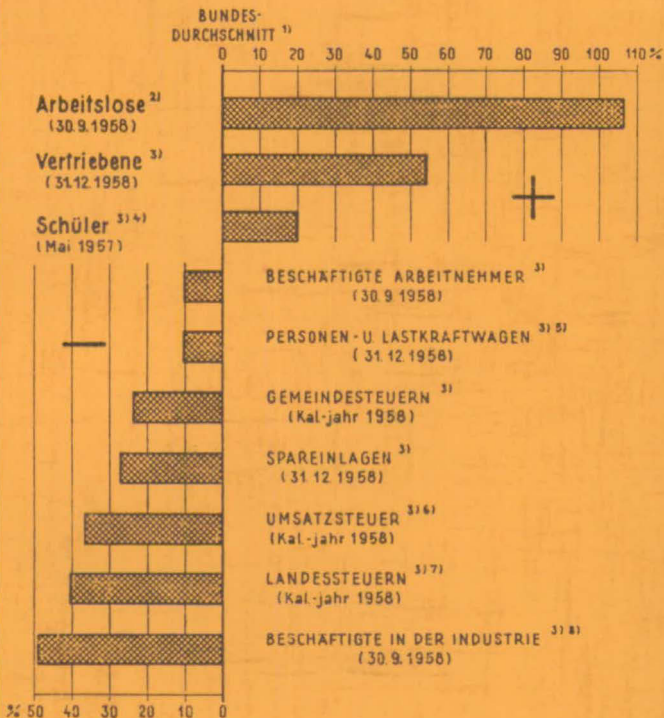 BUNDES-
DURCHSCHNITT 1)
0 10 20 30 40 50 60 70 80 90 100 110 %
Arbeitslose 2)
(30.9.1958)
Vertriebene 3)
(31.12.1958)
+
Schüler 3) 4)
(Mai 1957)
BESCHÄFTIGTE ARBEITNEHMER 3)
(30.9.1958)
—
PERSONEN- U. LASTKRAFTWAGEN 3) 5)
(31.12.1958)
GEMEINDESTEUERN 3)
(Kal.-jahr 1958)
SPAREINLAGEN 3)
(31.12.1958)
UMSATZSTEUER 3) 6)
(Kal.-jahr 1958)
LANDESSTEUERN 3) 7)
(Kal.-jahr 1958)
BESCHÄFTIGTE IN DER INDUSTRIE 3) 8)
(30.9.1958)
% 50 40 30 20 10 0